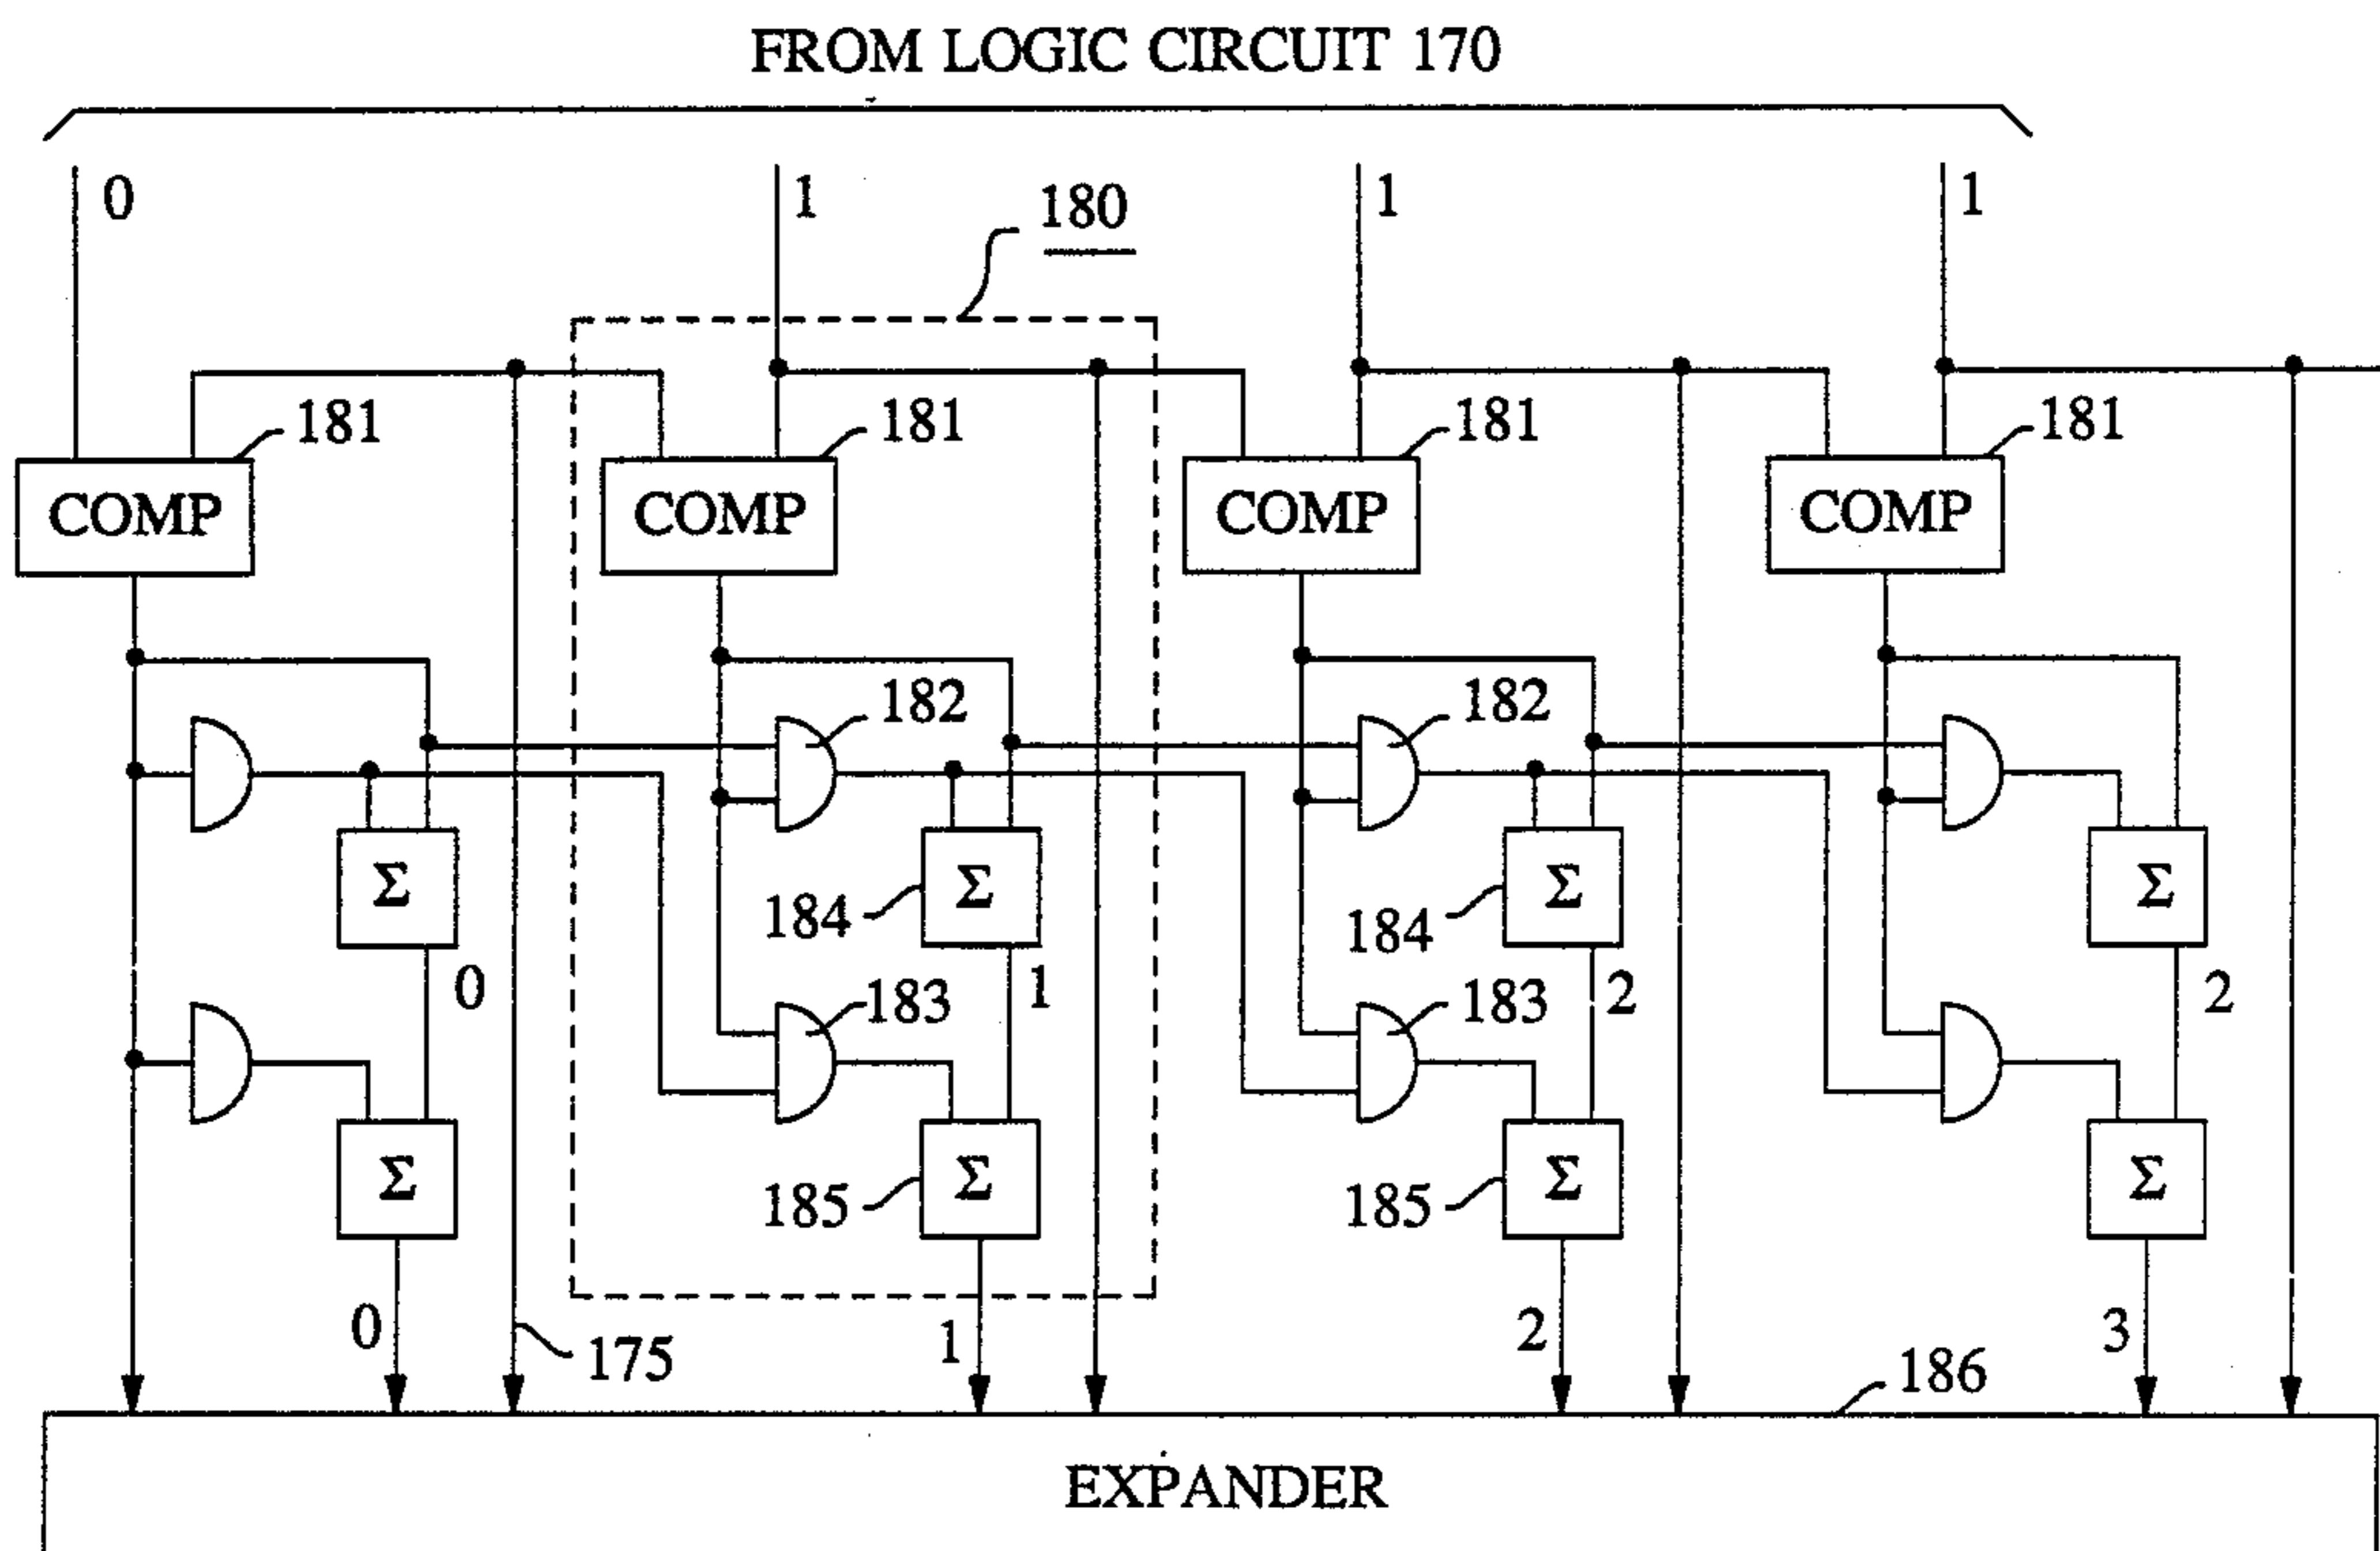 FROM LOGIC CIRCUIT 170
0 1 1 1
180
181 181 181 181
COMP COMP COMP COMP
182 182
Σ Σ Σ Σ
184 184
0 1 2 2
183 183
Σ Σ Σ Σ
185 185
0 1 2 3
175
186
EXPANDER